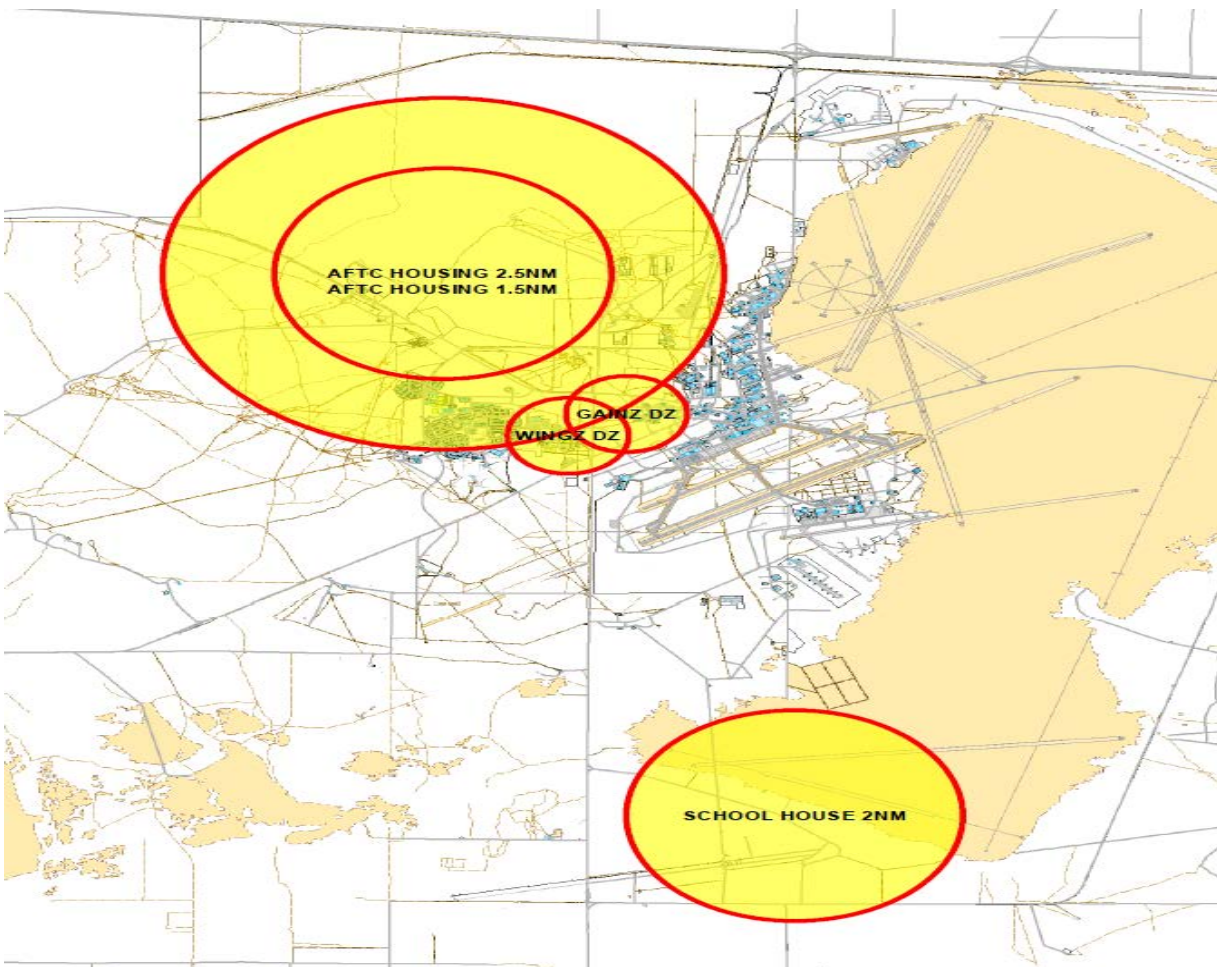 AFTC HOUSING 2.5NM
AFTC HOUSING 1.5NM
GAINZ DZ
WINGZ DZ
SCHOOL HOUSE 2NM